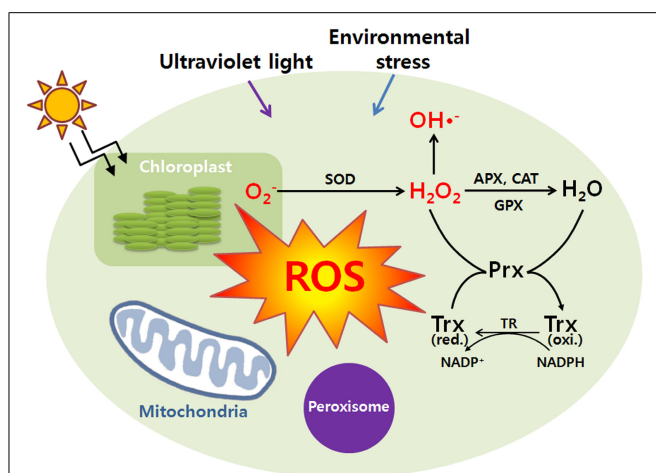 Ultraviolet light
Environmental
stress
OH•-
Chloroplast
O₂⁻
SOD
H₂O₂
APX, CAT
GPX
H₂O
ROS
Prx
Trx
(red.)
TR
Trx
(oxi.)
NADP⁺
NADPH
Mitochondria
Peroxisome